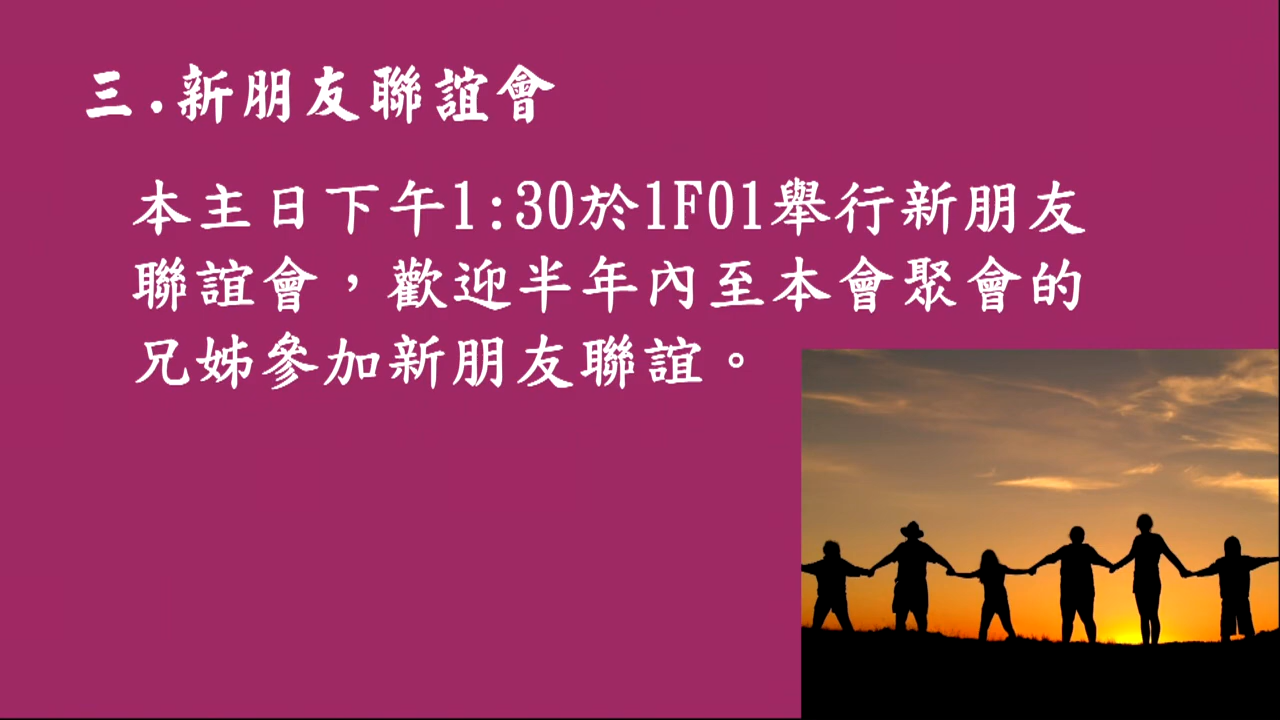 三.新朋友聯誼會
本主日下午1:30於1F01舉行新朋友
聯誼會，歡迎半年內至本會聚會的
兄姊參加新朋友聯誼。